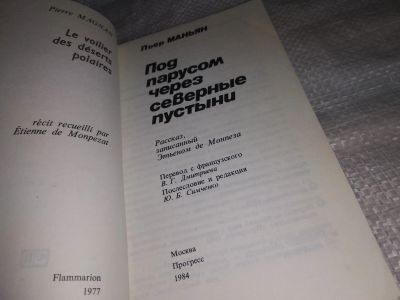 Pierre MAGNAN
Le voilier
des déserts
polaires
récit recueilli par
Étienne de Monpezat
Flammarion
1977
Пьер МАНЬЯН
Под
парусом
через
северные
пустыни
Рассказ,
записанный
Этьеном де Монпеза
Перевод с французского
В. Г. Дмитриева
Послесловие и редакция
Ю. Б. Симченко
Москва
Прогресс
1984